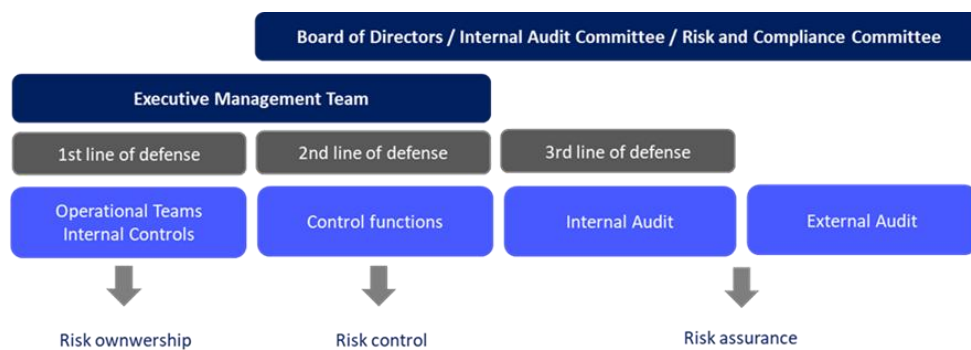 Board of Directors / Internal Audit Committee / Risk and Compliance Committee
Executive Management Team
1st line of defense
2nd line of defense
3rd line of defense
Operational Teams
Internal Controls
Control functions
Internal Audit
External Audit
Risk ownwership
Risk control
Risk assurance